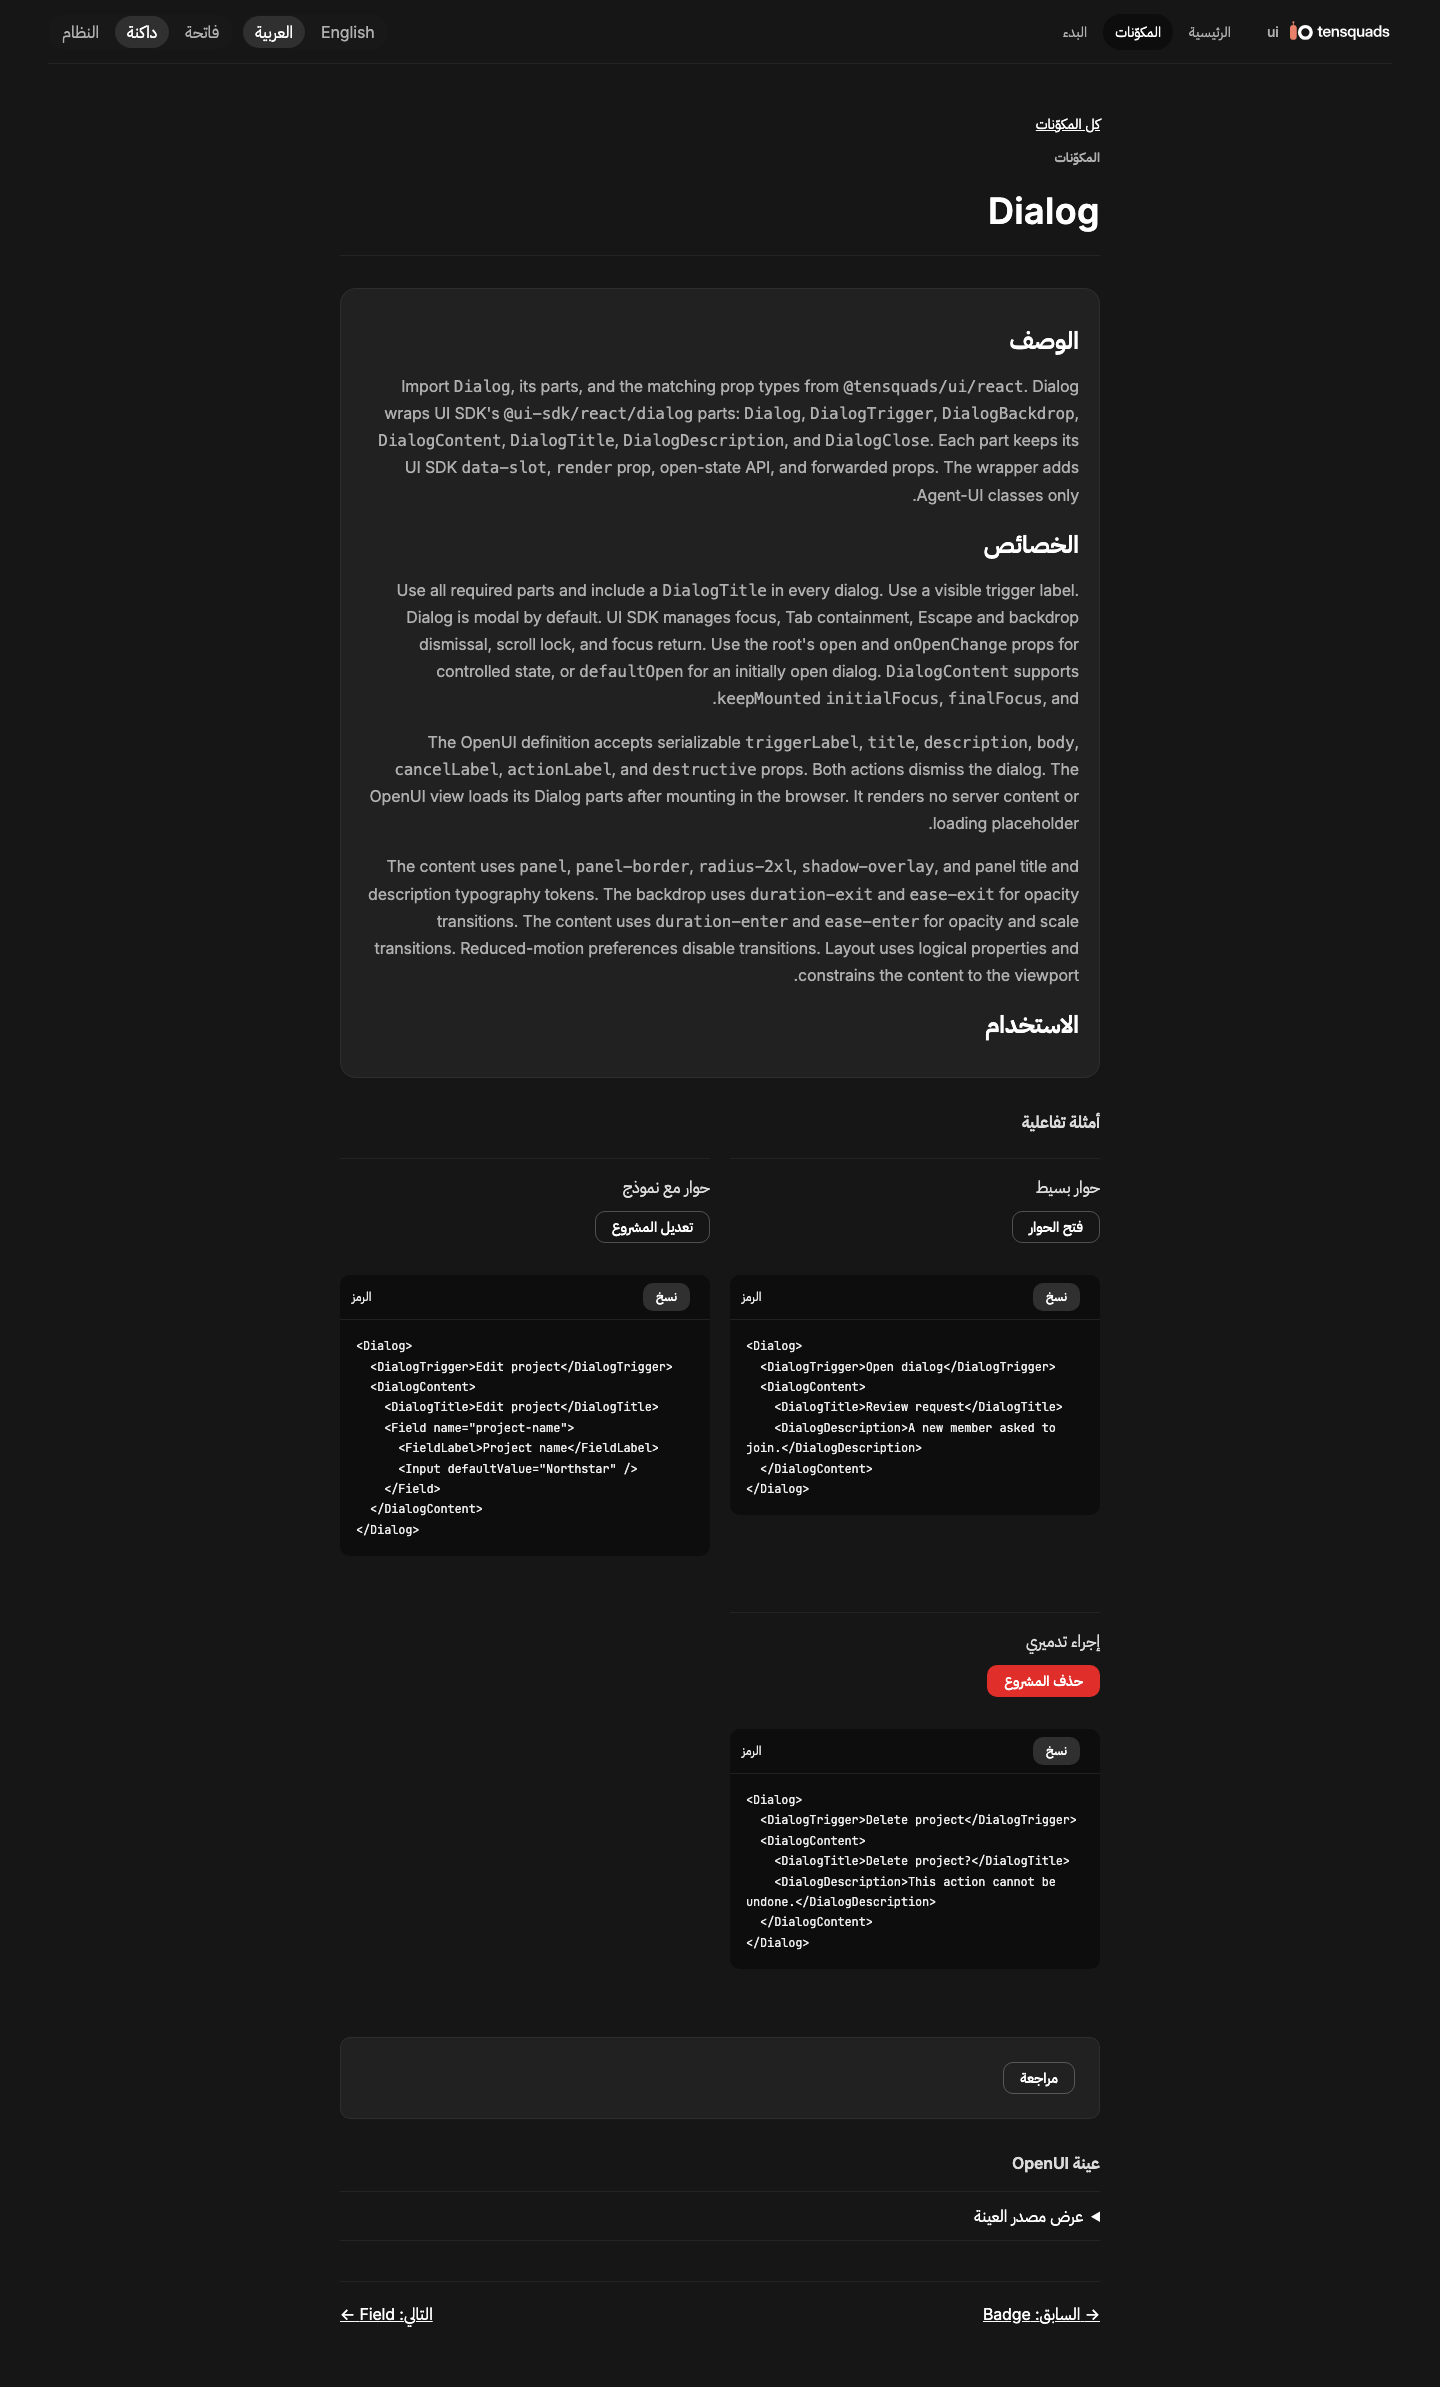 tensquads ui
الرئيسية
المكوّنات
البدء
English
العربية
فاتحة
داكنة
النظام
كل المكوّنات
المكوّنات
Dialog
الوصف
Import Dialog, its parts, and the matching prop types from @tensquads/ui/react. Dialog
wraps UI SDK's @ui-sdk/react/dialog parts: Dialog, DialogTrigger, DialogBackdrop,
DialogContent, DialogTitle, DialogDescription, and DialogClose. Each part keeps its
UI SDK data-slot, render prop, open-state API, and forwarded props. The wrapper adds
.Agent-UI classes only
الخصائص
Use all required parts and include a DialogTitle in every dialog. Use a visible trigger label.
Dialog is modal by default. UI SDK manages focus, Tab containment, Escape and backdrop
dismissal, scroll lock, and focus return. Use the root's open and onOpenChange props for
controlled state, or defaultOpen for an initially open dialog. DialogContent supports
.keepMounted initialFocus, finalFocus, and
The OpenUI definition accepts serializable triggerLabel, title, description, body,
cancelLabel, actionLabel, and destructive props. Both actions dismiss the dialog. The
OpenUI view loads its Dialog parts after mounting in the browser. It renders no server content or
.loading placeholder
The content uses panel, panel-border, radius-2xl, shadow-overlay, and panel title and
description typography tokens. The backdrop uses duration-exit and ease-exit for opacity
transitions. The content uses duration-enter and ease-enter for opacity and scale
transitions. Reduced-motion preferences disable transitions. Layout uses logical properties and
.constrains the content to the viewport
الاستخدام
أمثلة تفاعلية
حوار بسيط
فتح الحوار
نسخ
الرمز
<Dialog>
  <DialogTrigger>Open dialog</DialogTrigger>
  <DialogContent>
    <DialogTitle>Review request</DialogTitle>
    <DialogDescription>A new member asked to
join.</DialogDescription>
  </DialogContent>
</Dialog>
حوار مع نموذج
تعديل المشروع
نسخ
الرمز
<Dialog>
  <DialogTrigger>Edit project</DialogTrigger>
  <DialogContent>
    <DialogTitle>Edit project</DialogTitle>
    <Field name="project-name">
      <FieldLabel>Project name</FieldLabel>
      <Input defaultValue="Northstar" />
    </Field>
  </DialogContent>
</Dialog>
إجراء تدميري
حذف المشروع
نسخ
الرمز
<Dialog>
  <DialogTrigger>Delete project</DialogTrigger>
  <DialogContent>
    <DialogTitle>Delete project?</DialogTitle>
    <DialogDescription>This action cannot be
undone.</DialogDescription>
  </DialogContent>
</Dialog>
مراجعة
عينة OpenUI
عرض مصدر العينة
→ السابق: Badge
التالي: Field ←